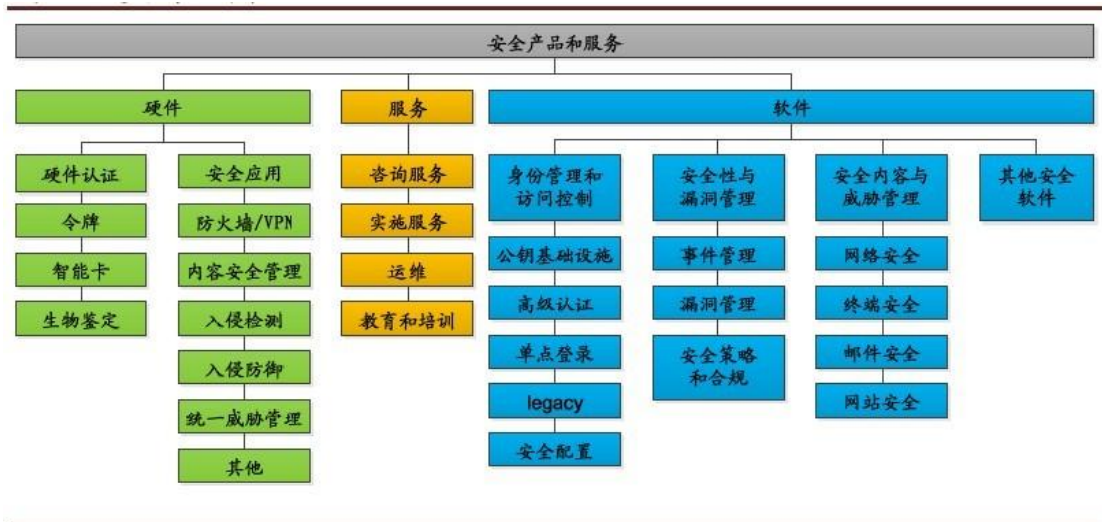 安全产品和服务
硬件
服务
软件
硬件认证
令牌
智能卡
生物鉴定
安全应用
防火墙/VPN
内容安全管理
入侵检测
入侵防御
统一威胁管理
其他
咨询服务
实施服务
运维
教育和培训
身份管理和
访问控制
公钥基础设施
高级认证
单点登录
legacy
安全配置
安全性与
漏洞管理
事件管理
漏洞管理
安全策略
和合规
安全内容与
威胁管理
网络安全
终端安全
邮件安全
网站安全
其他安全
软件